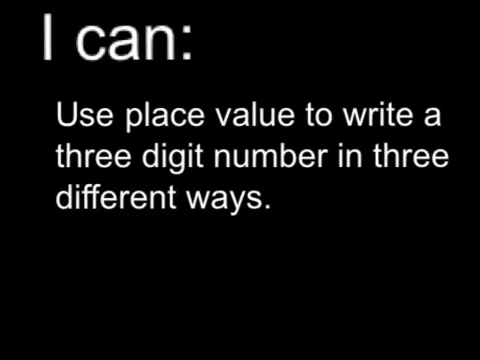 I can:
Use place value to write a
three digit number in three
different ways.